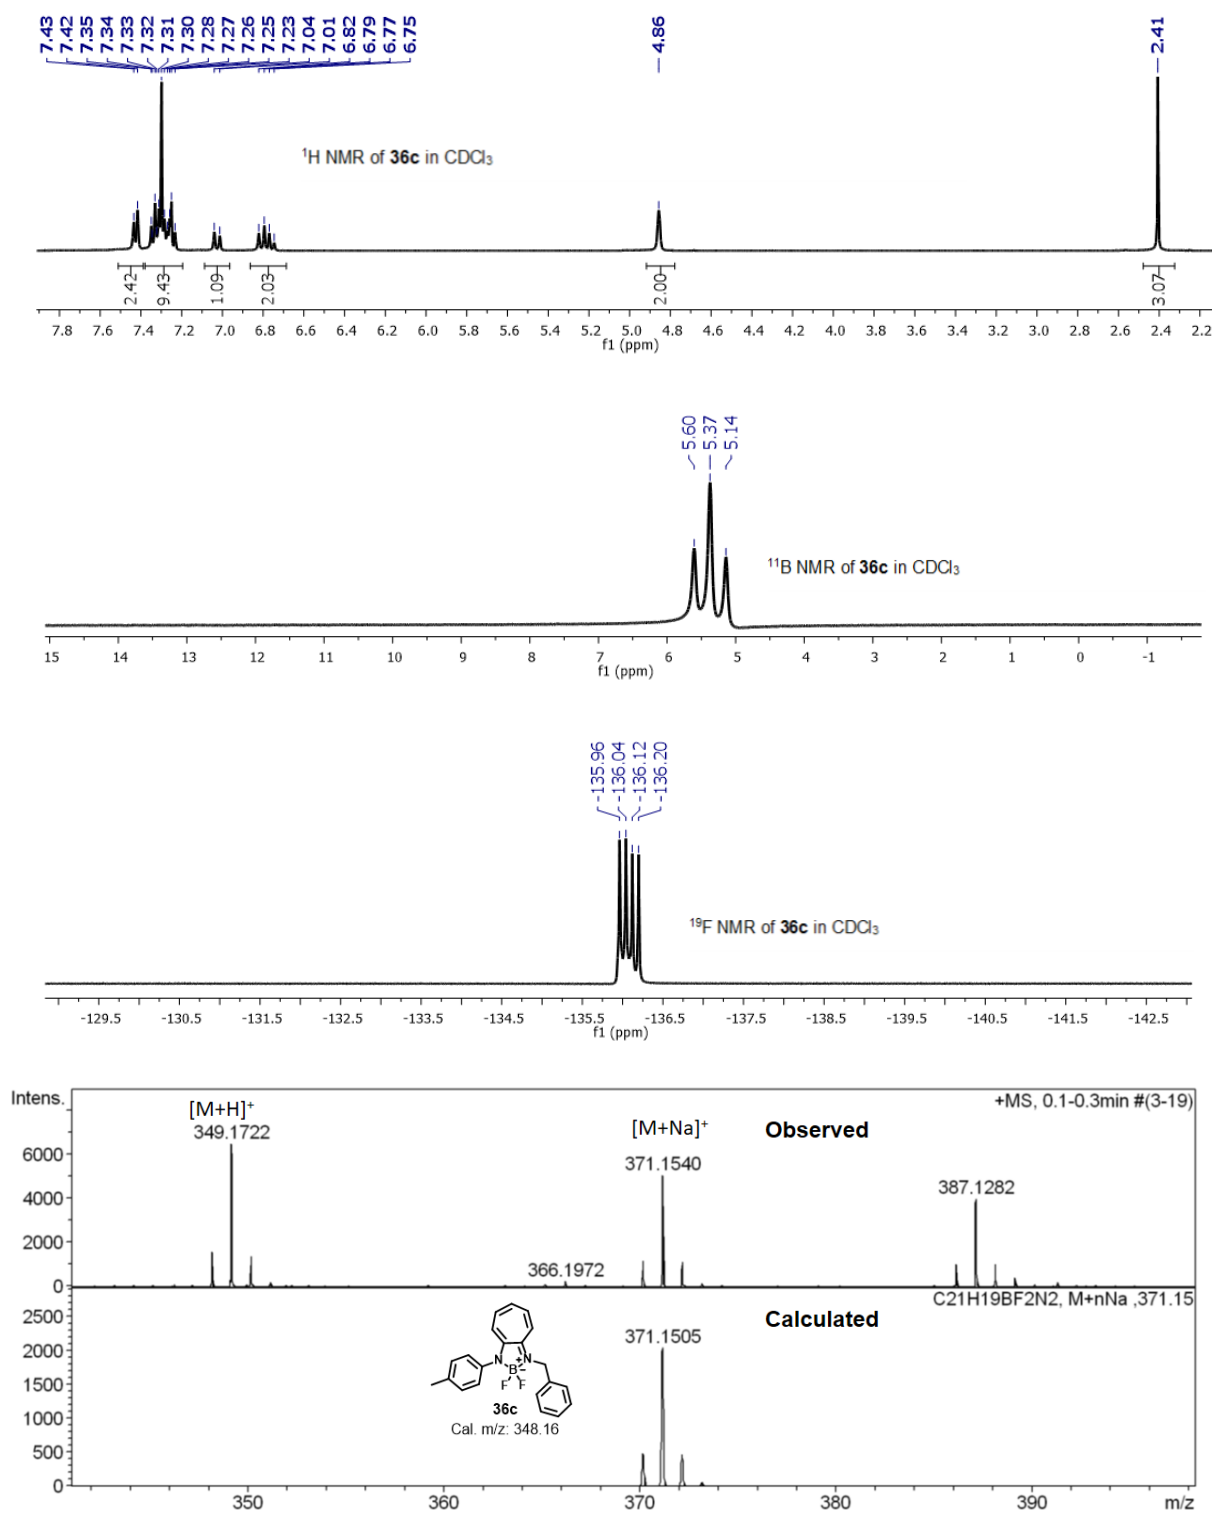 7.43 7.42 7.35 7.34 7.33 7.32 7.31 7.30 7.28 7.27 7.26 7.25 7.23 7.04 7.01 6.82 6.79 6.77 6.75
4.86
2.41
¹H NMR of 36c in CDCl₃
2.42 9.43 1.09 2.03 2.00 3.07
7.8 7.6 7.4 7.2 7.0 6.8 6.6 6.4 6.2 6.0 5.8 5.6 5.4 5.2 5.0 4.8 4.6 4.4 4.2 4.0 3.8 3.6 3.4 3.2 3.0 2.8 2.6 2.4 2.2
f1 (ppm)
5.60 5.37 5.14
¹¹B NMR of 36c in CDCl₃
15 14 13 12 11 10 9 8 7 6 5 4 3 2 1 0 -1
f1 (ppm)
-135.96 -136.04 -136.12 -136.20
¹⁹F NMR of 36c in CDCl₃
-129.5 -130.5 -131.5 -132.5 -133.5 -134.5 -135.5 -136.5 -137.5 -138.5 -139.5 -140.5 -141.5 -142.5
f1 (ppm)
Intens.
+MS, 0.1-0.3min #(3-19)
[M+H]⁺
349.1722
[M+Na]⁺
371.1540
Observed
387.1282
366.1972
6000
4000
2000
0
C21H19BF2N2, M+nNa ,371.15
Calculated
371.1505
2500
2000
1500
1000
500
0
N B⁺ N
F F
36c
Cal. m/z: 348.16
350 360 370 380 390 m/z